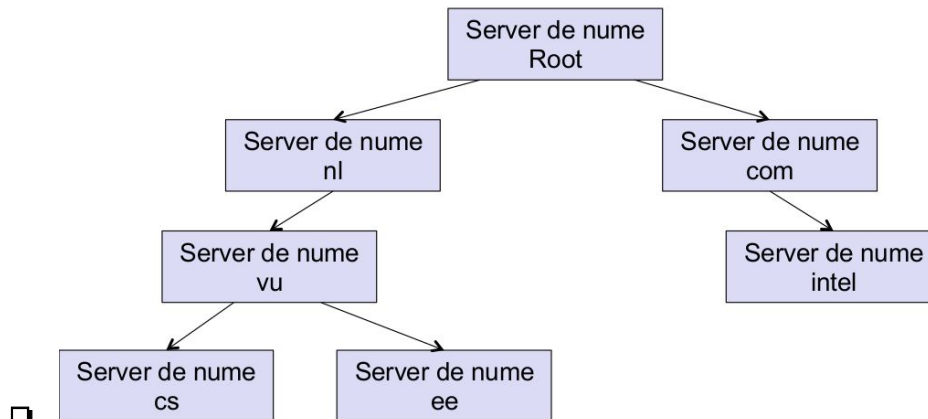 Server de nume
Root
Server de nume
nl
Server de nume
com
Server de nume
vu
Server de nume
intel
Server de nume
cs
Server de nume
ee